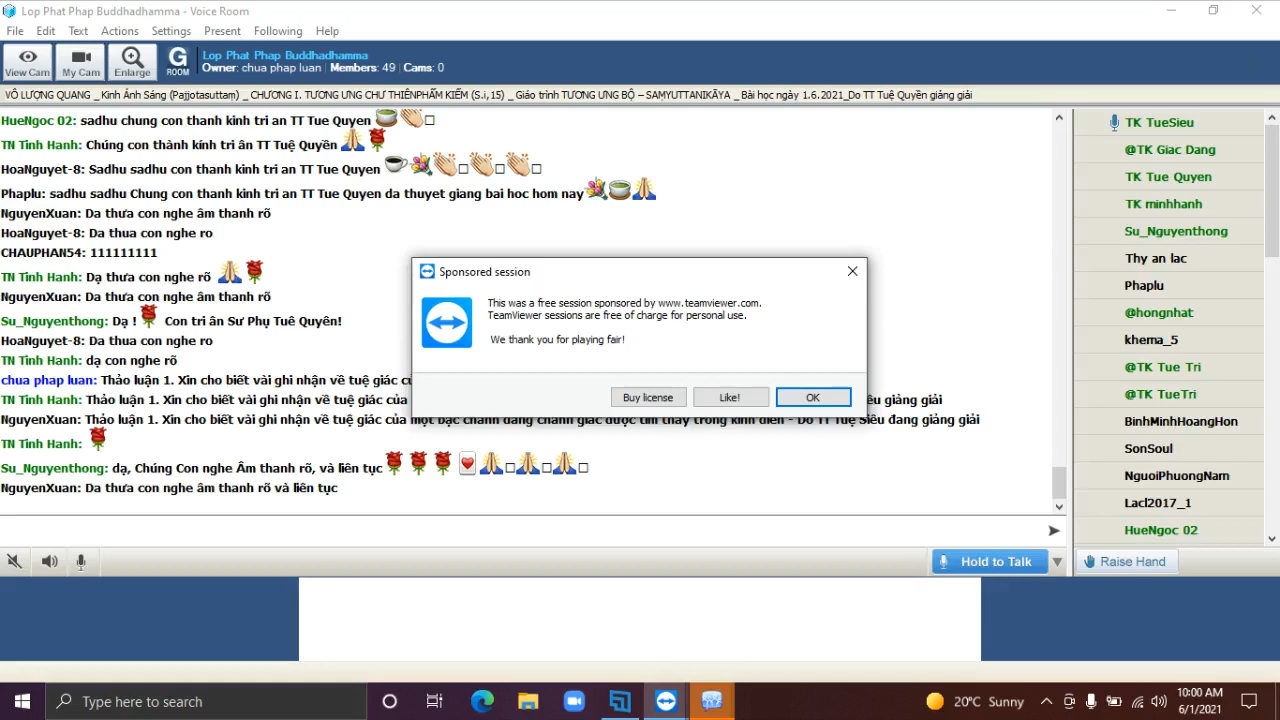 Lop Phat Phap Buddhadhamma - Voice Room
File Edit Text Actions Settings Present Following Help
View Cam My Cam Enlarge G ROOM
Lop Phat Phap Buddhadhamma
Owner: chua phap luan | Members: 49 | Cams: 0
VÔ LƯỢNG QUANG _Kinh Ánh Sáng (Pajjotasuttaṃ) _CHƯƠNG I. TƯƠNG ƯNG CHƯ THIÊNPHẨM KIẾM (S.i,15) _Giáo trình TƯƠNG ƯNG BỘ – SAṂYUTTANIKĀYA _Bài học ngày 1.6.2021_Do TT Tuệ Quyền giảng giải
HueNgoc 02: sadhu chung con thanh kinh tri an TT Tue Quyen
TN Tinh Hanh: Chúng con thành kính tri ân TT Tuệ Quyền
HoaNguyet-8: Sadhu sadhu con thanh kinh tri an TT Tue Quyen
Phaplu: sadhu sadhu Chung con thanh kinh tri an TT Tue Quyen da thuyet giang bai hoc hom nay
NguyenXuan: Da thưa con nghe âm thanh rõ
HoaNguyet-8: Da thua con nghe ro
CHAUPHAN54: 111111111
TN Tinh Hanh: Dạ thưa con nghe rõ
NguyenXuan: Da thưa con nghe âm thanh rõ
Su_Nguyenthong: Dạ ! Con tri ân Sư Phụ Tuê Quyên!
HoaNguyet-8: Da thua con nghe ro
TN Tinh Hanh: dạ con nghe rõ
chua phap luan: Thảo luận 1. Xin cho biết vài ghi nhận về tuệ giác củ
TN Tinh Hanh: Thảo luận 1. Xin cho biết vài ghi nhận về tuệ giác của giảng giải
NguyenXuan: Thảo luận 1. Xin cho biết vài ghi nhận về tuệ giác của một bậc chánh đẳng chánh giác được tìm thấy trong kinh điển - Do TT Tuệ Siêu đang giảng giải
TN Tinh Hanh:
Su_Nguyenthong: dạ, Chúng Con nghe Âm thanh rõ, và liên tục
NguyenXuan: Da thưa con nghe âm thanh rõ và liên tục
Sponsored session
This was a free session sponsored by www.teamviewer.com.
TeamViewer sessions are free of charge for personal use.
We thank you for playing fair!
Buy license Like! OK
TK TueSieu
@TK Giac Dang
TK Tue Quyen
TK minhhanh
Su_Nguyenthong
Thy an lac
Phaplu
@hongnhat
khema_5
@TK Tue Tri
@TK TueTri
BinhMinhHoangHon
SonSoul
NguoiPhuongNam
Lacl2017_1
HueNgoc 02
Hold to Talk
Raise Hand
Type here to search
20°C Sunny
10:00 AM
6/1/2021